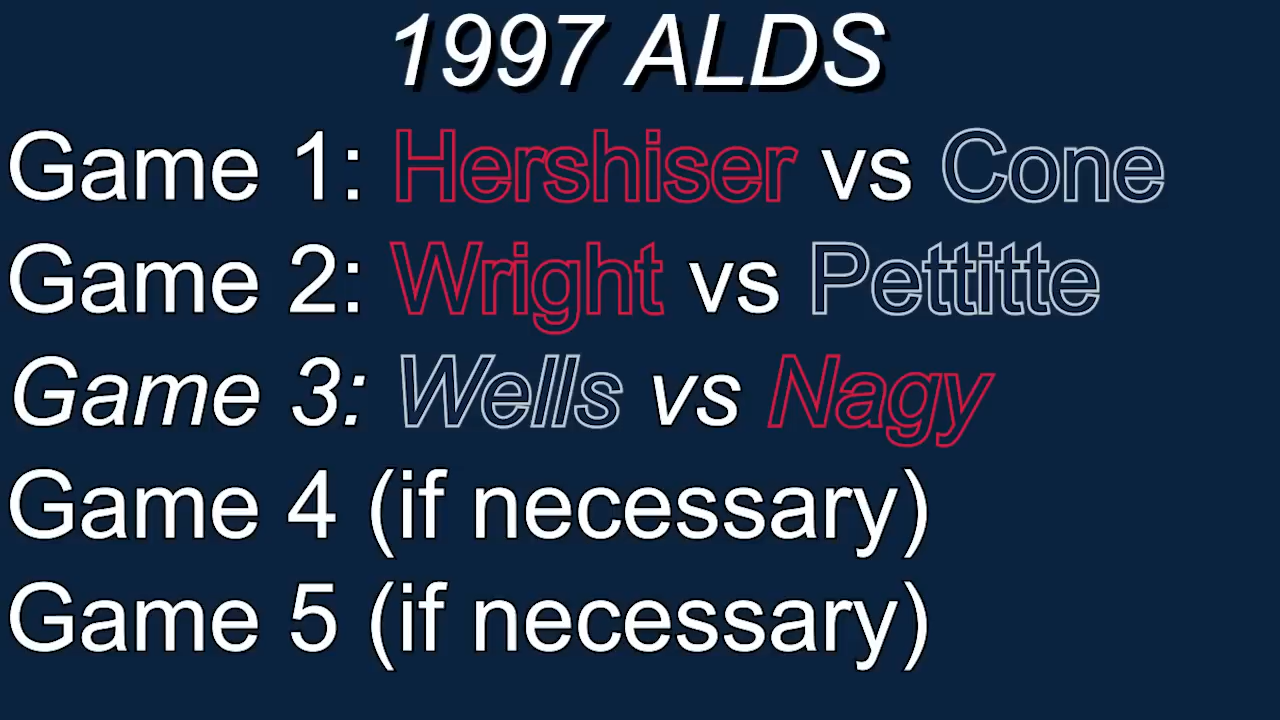 1997 ALDS
Game 1: Hershiser vs Cone
Game 2: Wright vs Pettitte
Game 3: Wells vs Nagy
Game 4 (if necessary)
Game 5 (if necessary)